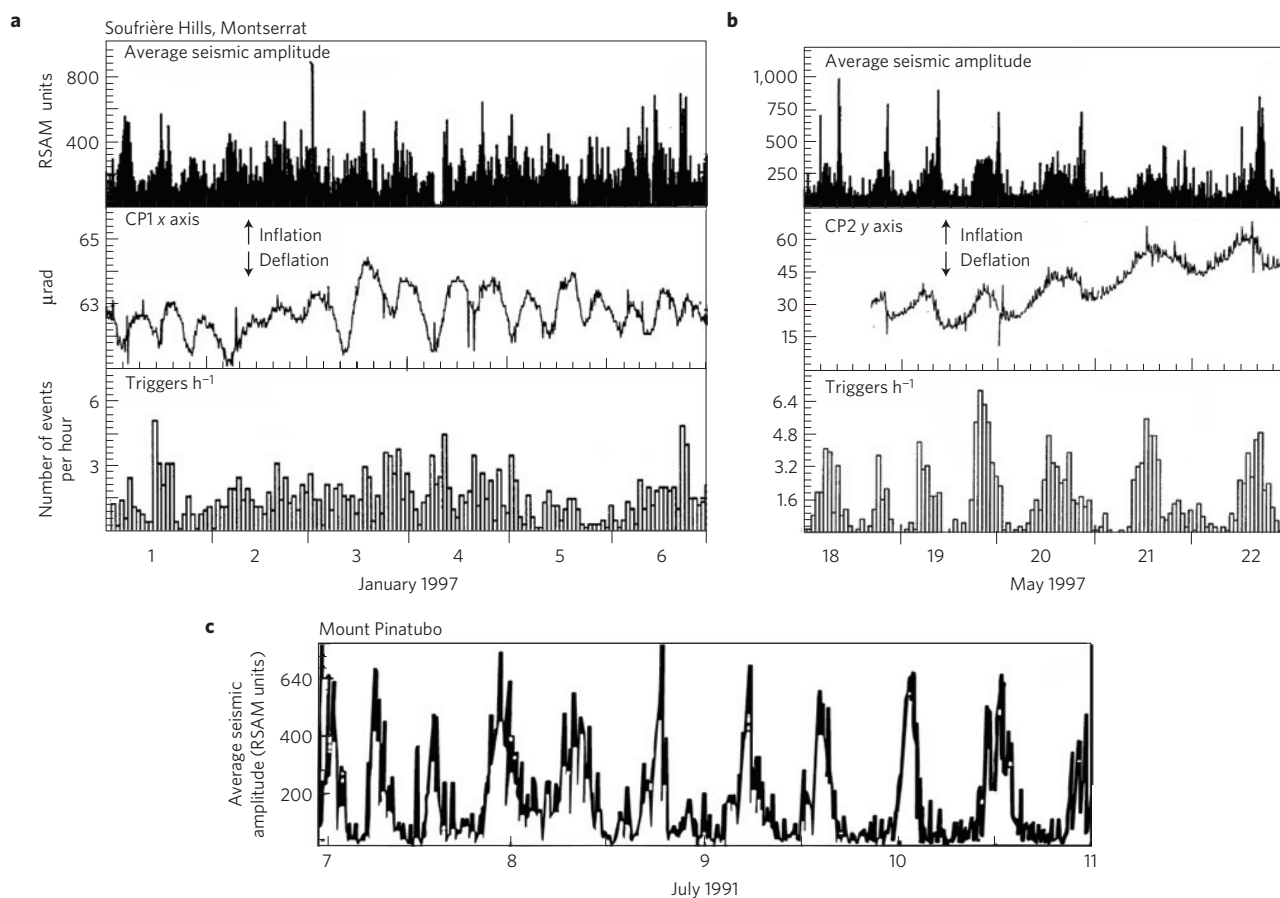 a
Soufrière Hills, Montserrat
Average seismic amplitude
RSAM units
800
400
CP1 x axis
Inflation
Deflation
µrad
65
63
Triggers h⁻¹
Number of events
per hour
6
3
1 2 3 4 5 6
January 1997
b
Average seismic amplitude
1,000
750
500
250
CP2 y axis
Inflation
Deflation
60
45
30
15
Triggers h⁻¹
6.4
4.8
3.2
1.6
18 19 20 21 22
May 1997
c
Mount Pinatubo
Average seismic
amplitude (RSAM units)
640
400
200
7 8 9 10 11
July 1991